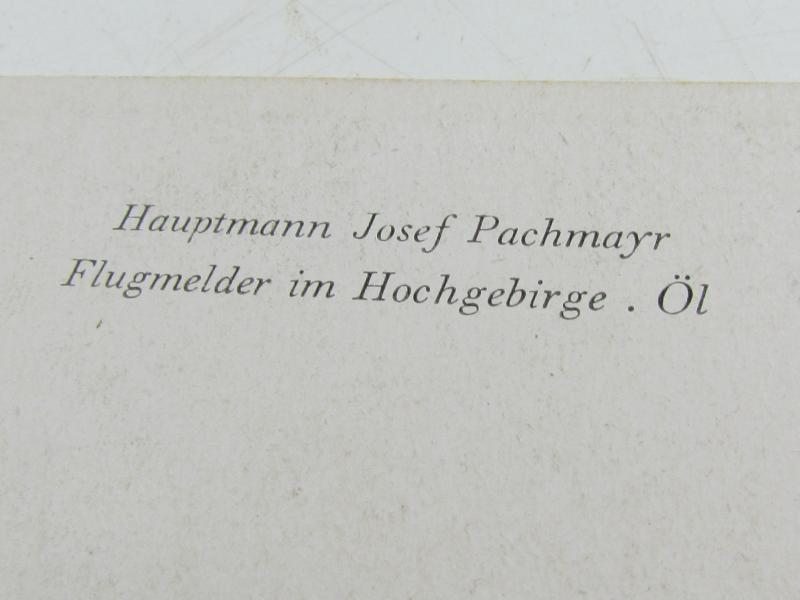 Hauptmann Josef Pachmayr
Flugmelder im Hochgebirge . Öl